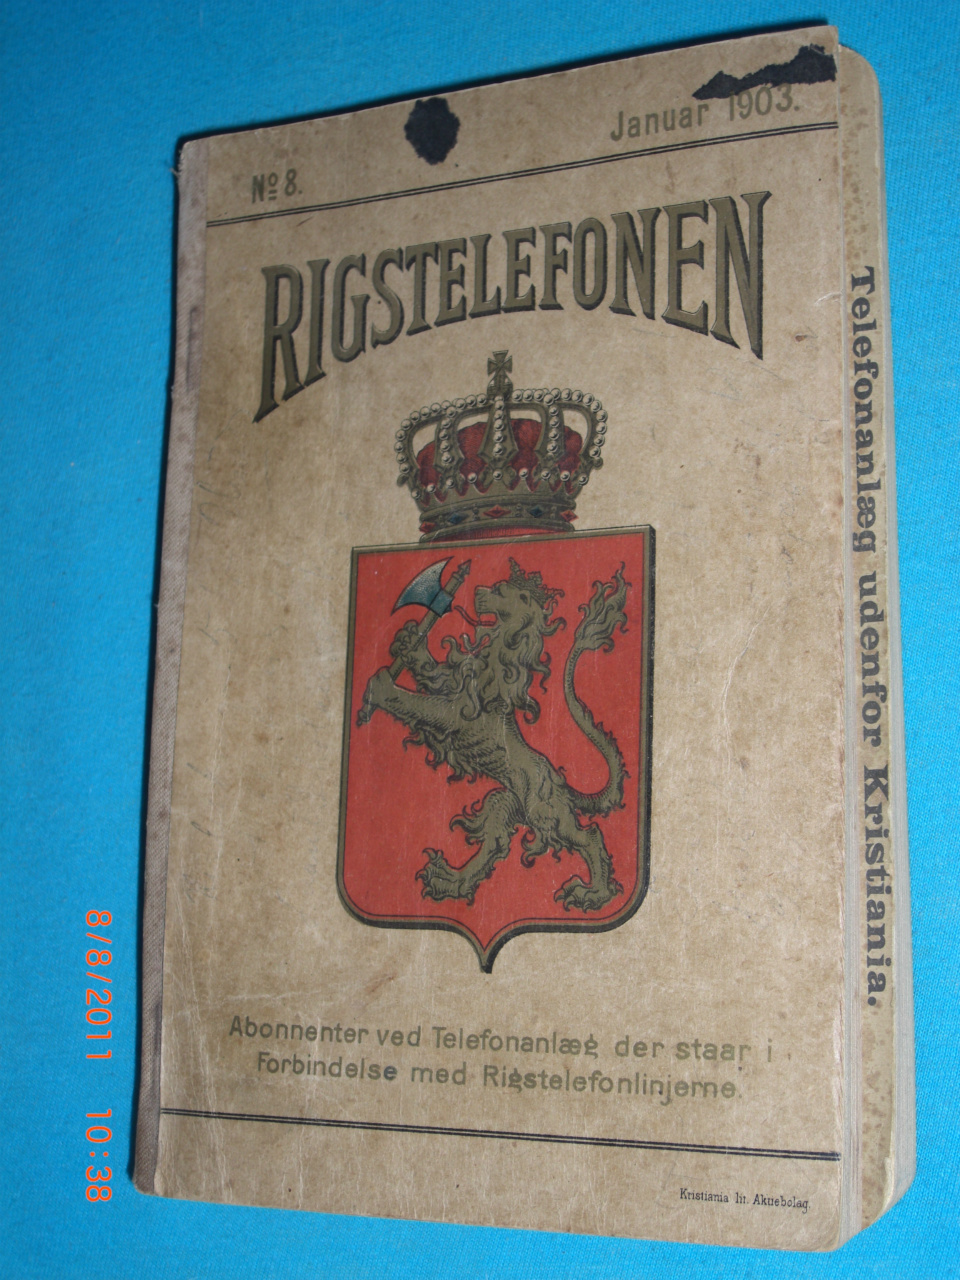 Januar 1903.
Nº 8.
RIGSTELEFONEN
Abonnenter ved Telefonanlæg der staar i
Forbindelse med Rigstelefonlinjerne.
Kristiania lit. Aktiebolag.
Telefonanlæg udenfor Kristiania.
8/8/2011 10:38